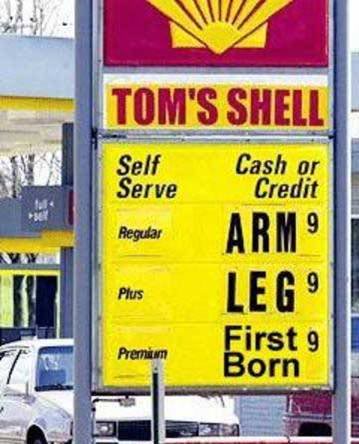 TOM'S SHELL
Self Serve Cash or Credit
Regular ARM 9
Plus LEG 9
Premium First Born 9
full
self